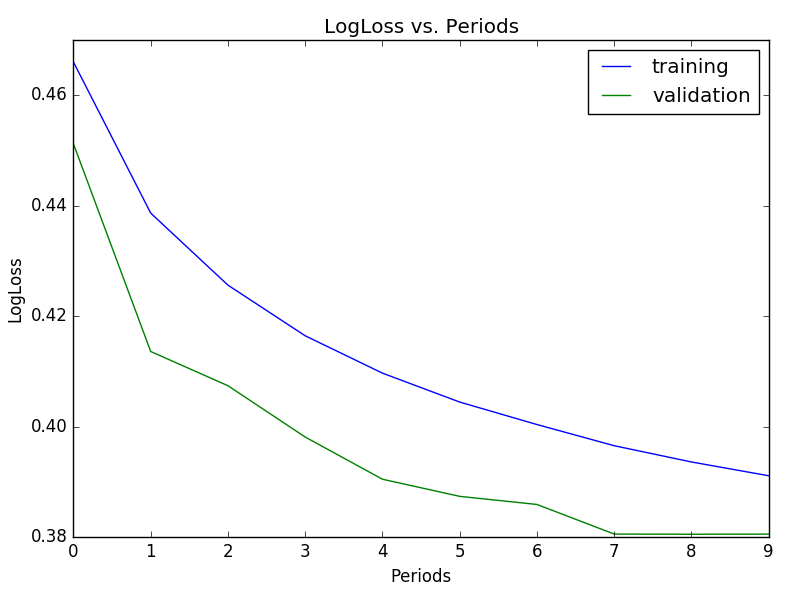 LogLoss vs. Periods
training
validation
0.46
0.44
0.42
0.40
0.38
LogLoss
0 1 2 3 4 5 6 7 8 9
Periods